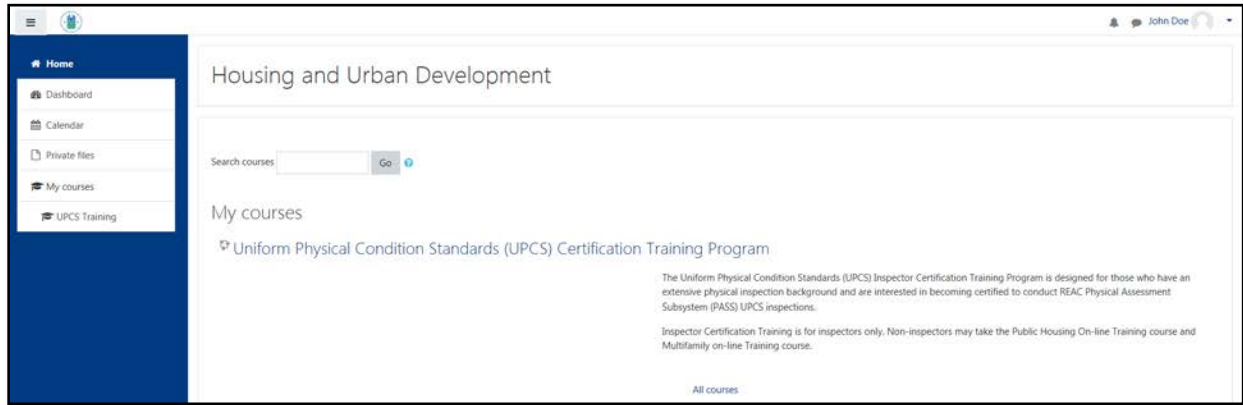 John Doe
Home
Dashboard
Calendar
Private files
My courses
UPCS Training
Housing and Urban Development
Search courses
Go
My courses
Uniform Physical Condition Standards (UPCS) Certification Training Program
The Uniform Physical Condition Standards (UPCS) Inspector Certification Training Program is designed for those who have an
extensive physical inspection background and are interested in becoming certified to conduct REAC Physical Assessment
Subsystem (PASS) UPCS inspections.
Inspector Certification Training is for inspectors only. Non-inspectors may take the Public Housing On-line Training course and
Multifamily on-line Training course.
All courses